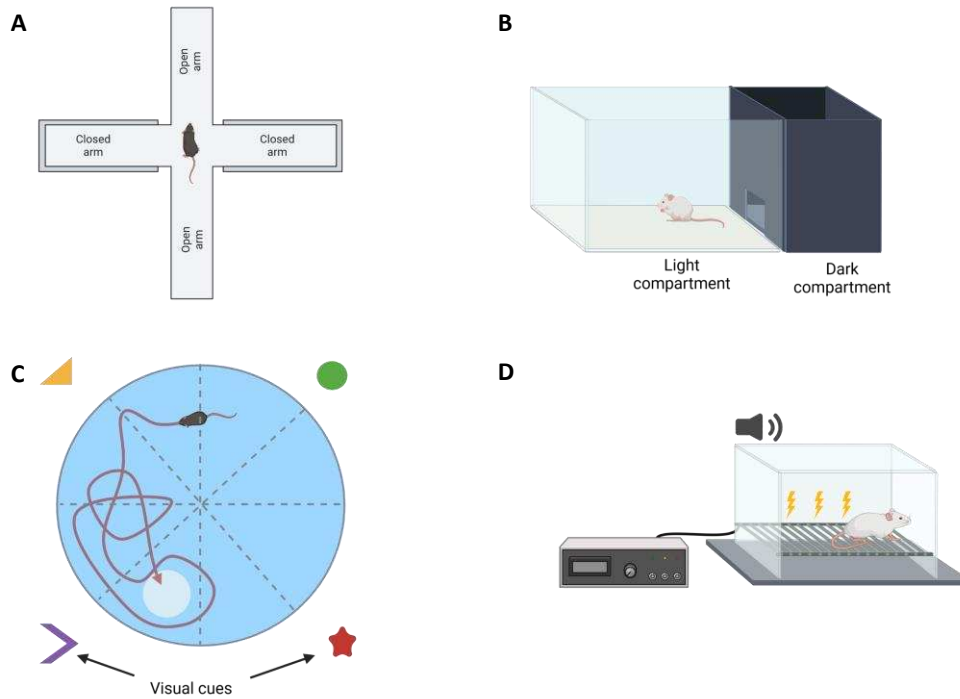 A
Open
arm
Closed
arm
Closed
arm
Open
arm
B
Light
compartment
Dark
compartment
C
Visual cues
D